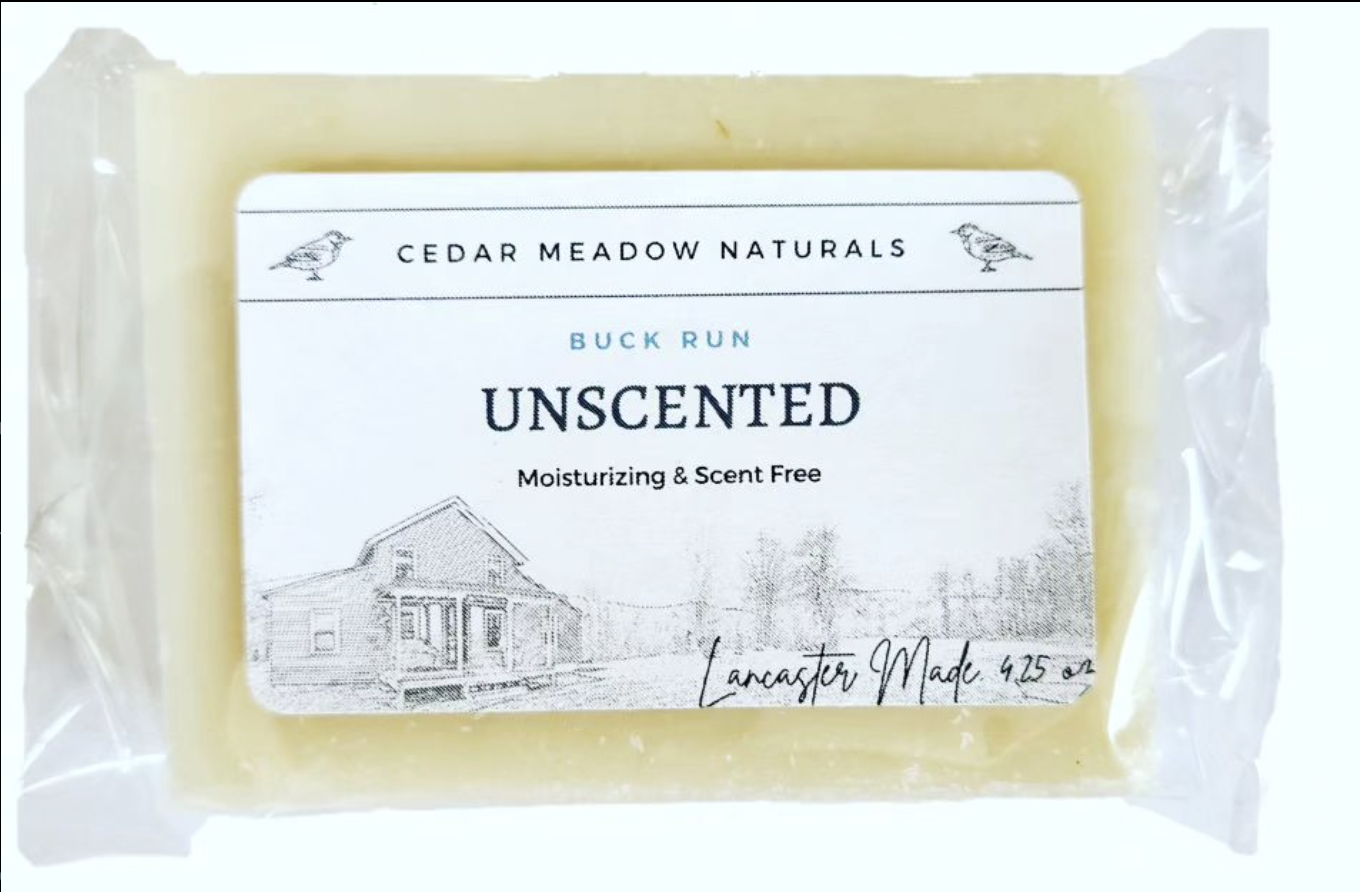 CEDAR MEADOW NATURALS
BUCK RUN
UNSCENTED
Moisturizing & Scent Free
Lancaster Made. 4.25 oz